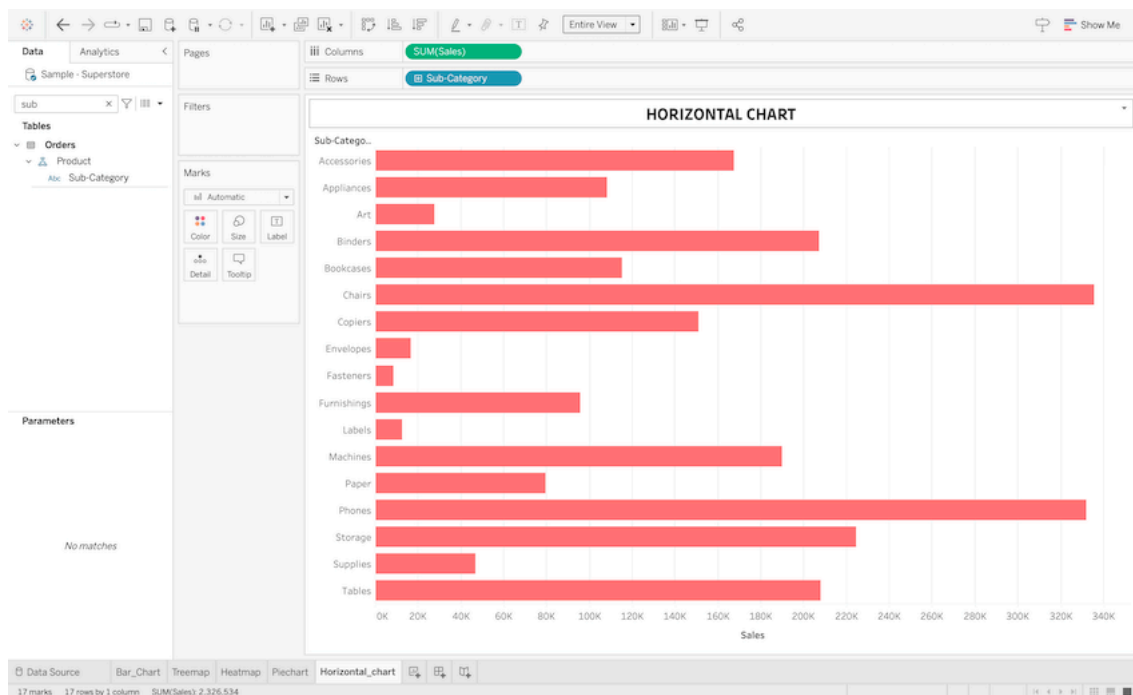 Entire View
Show Me
Data
Analytics
Pages
Columns
SUM(Sales)
Sample - Superstore
Rows
Sub-Category
sub
Filters
HORIZONTAL CHART
Tables
Orders
Product
Abc Sub-Category
Marks
Automatic
Color
Size
Label
Detail
Tooltip
Sub-Catego..
Accessories
Appliances
Art
Binders
Bookcases
Chairs
Copiers
Envelopes
Fasteners
Furnishings
Labels
Machines
Paper
Phones
Storage
Supplies
Tables
0K 20K 40K 60K 80K 100K 120K 140K 160K 180K 200K 220K 240K 260K 280K 300K 320K 340K
Sales
Parameters
No matches
Data Source
Bar_Chart
Treemap
Heatmap
Piechart
Horizontal_chart
17 marks 17 rows by 1 column SUM(Sales): 2,326,534